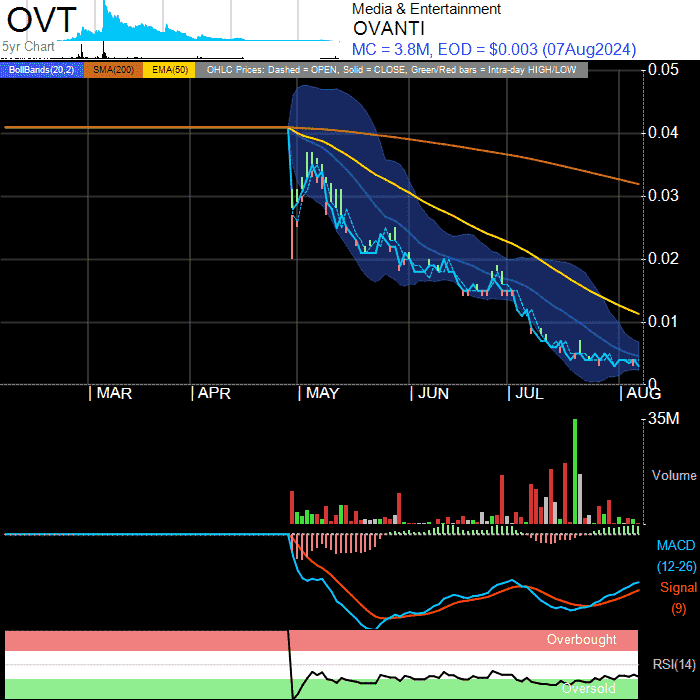 OVT
5yr Chart
Media & Entertainment
OVANTI
MC = 3.8M, EOD = $0.003 (07Aug2024)
BollBands(20,2) SMA(200) EMA(50) OHLC Prices: Dashed = OPEN, Solid = CLOSE, Green/Red bars = Intra-day HIGH/LOW
0.05
0.04
0.03
0.02
0.01
0
MAR APR MAY JUN JUL AUG
35M
Volume
MACD
(12-26)
Signal
(9)
Overbought
RSI(14)
Oversold